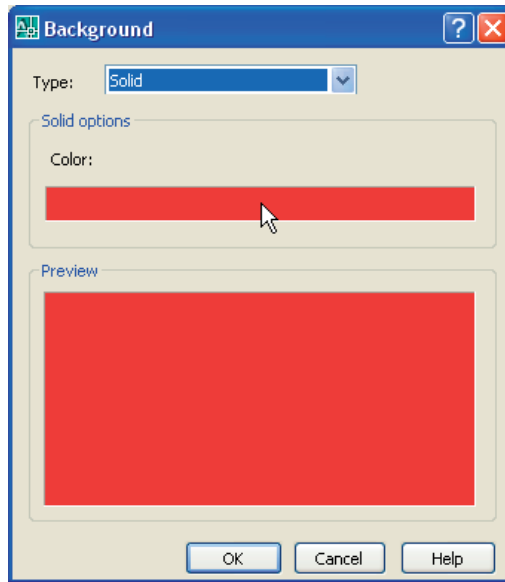 Background
Type: Solid
Solid options
Color:
Preview
OK Cancel Help